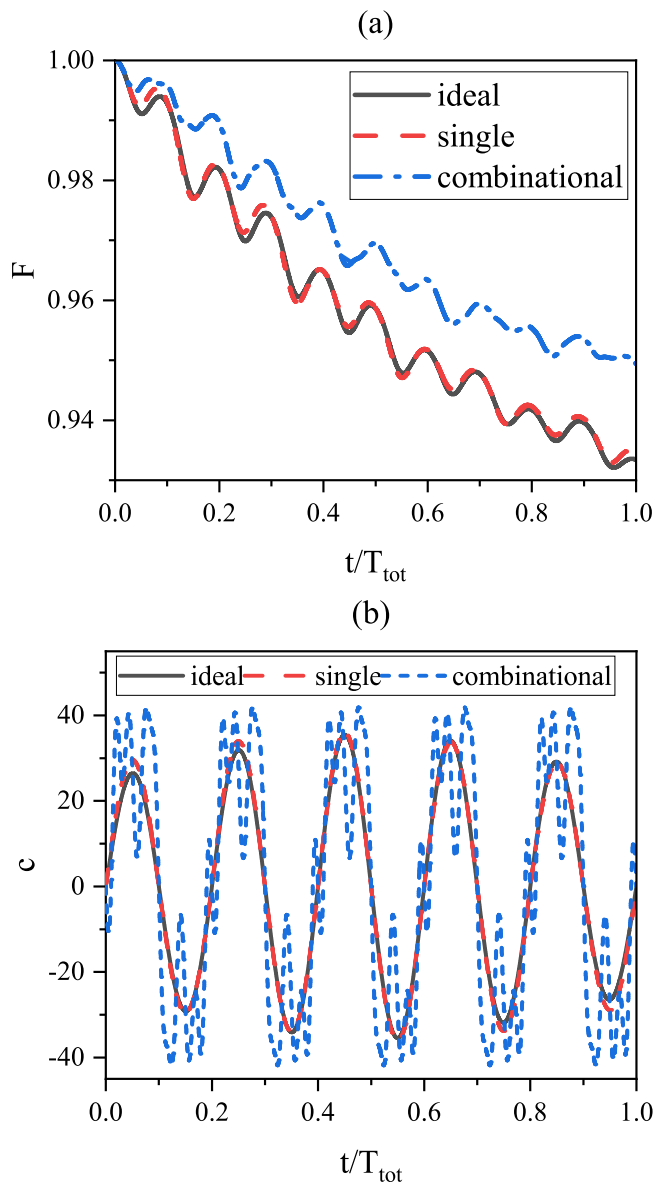 (a)
1.00
0.98
0.96
0.94
F
ideal
single
combinational
0.0 0.2 0.4 0.6 0.8 1.0
t/T_tot
(b)
ideal single combinational
40
20
0
-20
-40
c
0.0 0.2 0.4 0.6 0.8 1.0
t/T_tot